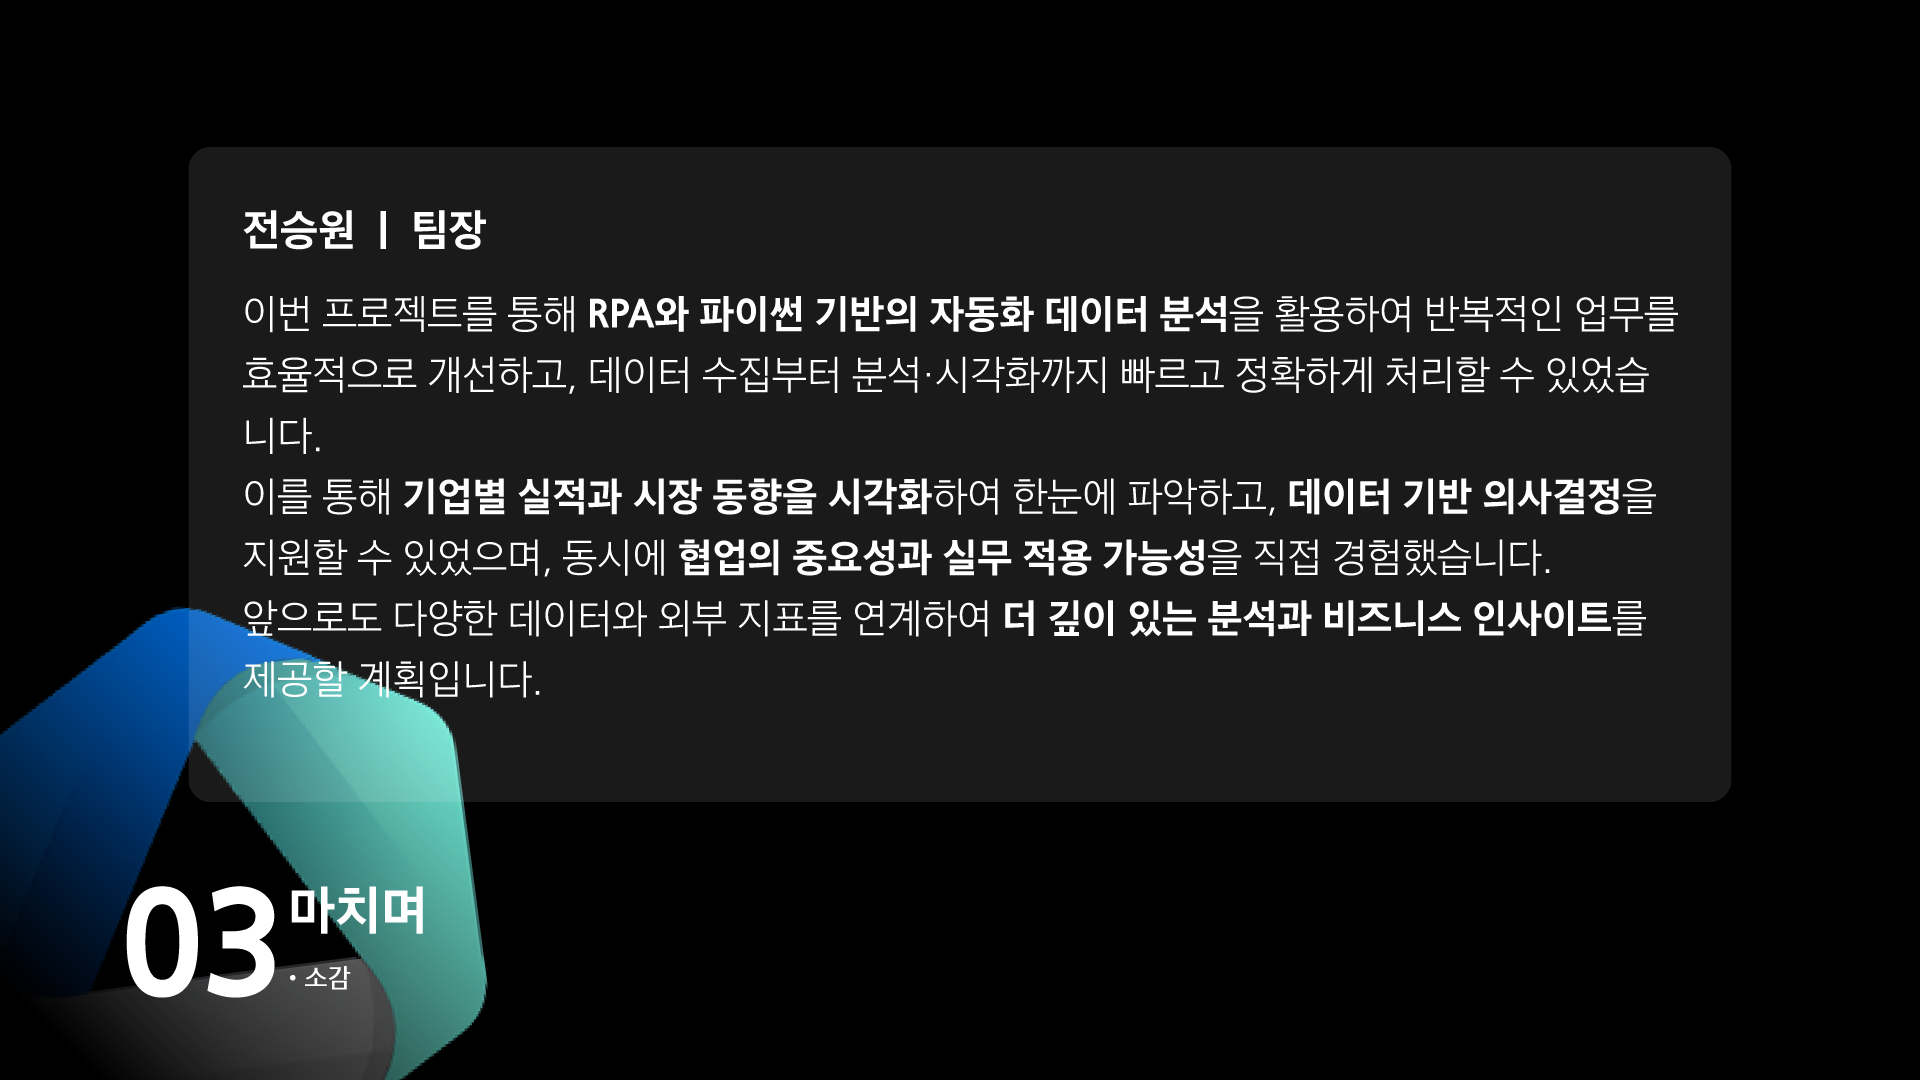 전승원 | 팀장
이번 프로젝트를 통해 RPA와 파이썬 기반의 자동화 데이터 분석을 활용하여 반복적인 업무를
효율적으로 개선하고, 데이터 수집부터 분석·시각화까지 빠르고 정확하게 처리할 수 있었습
니다.
이를 통해 기업별 실적과 시장 동향을 시각화하여 한눈에 파악하고, 데이터 기반 의사결정을
지원할 수 있었으며, 동시에 협업의 중요성과 실무 적용 가능성을 직접 경험했습니다.
앞으로도 다양한 데이터와 외부 지표를 연계하여 더 깊이 있는 분석과 비즈니스 인사이트를
제공할 계획입니다.
03 마치며
• 소감